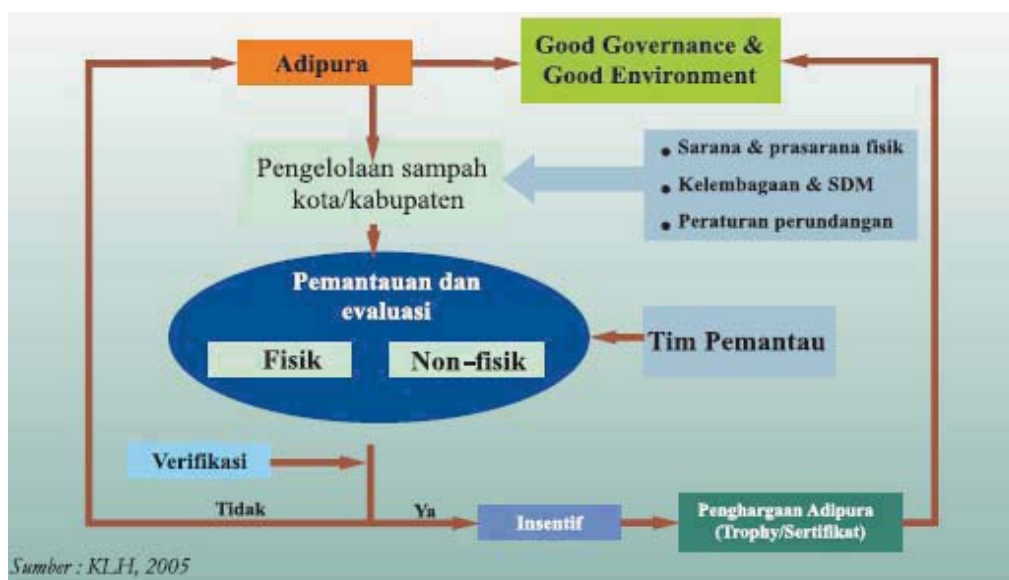 Adipura
Good Governance &
Good Environment
Pengelolaan sampah
kota/kabupaten
• Sarana & prasarana fisik
• Kelembagaan & SDM
• Peraturan perundangan
Pemantauan dan
evaluasi
Fisik
Non-fisik
Tim Pemantau
Verifikasi
Tidak
Ya
Insentif
Penghargaan Adipura
(Trophy/Sertifikat)
Sumber : KLH, 2005